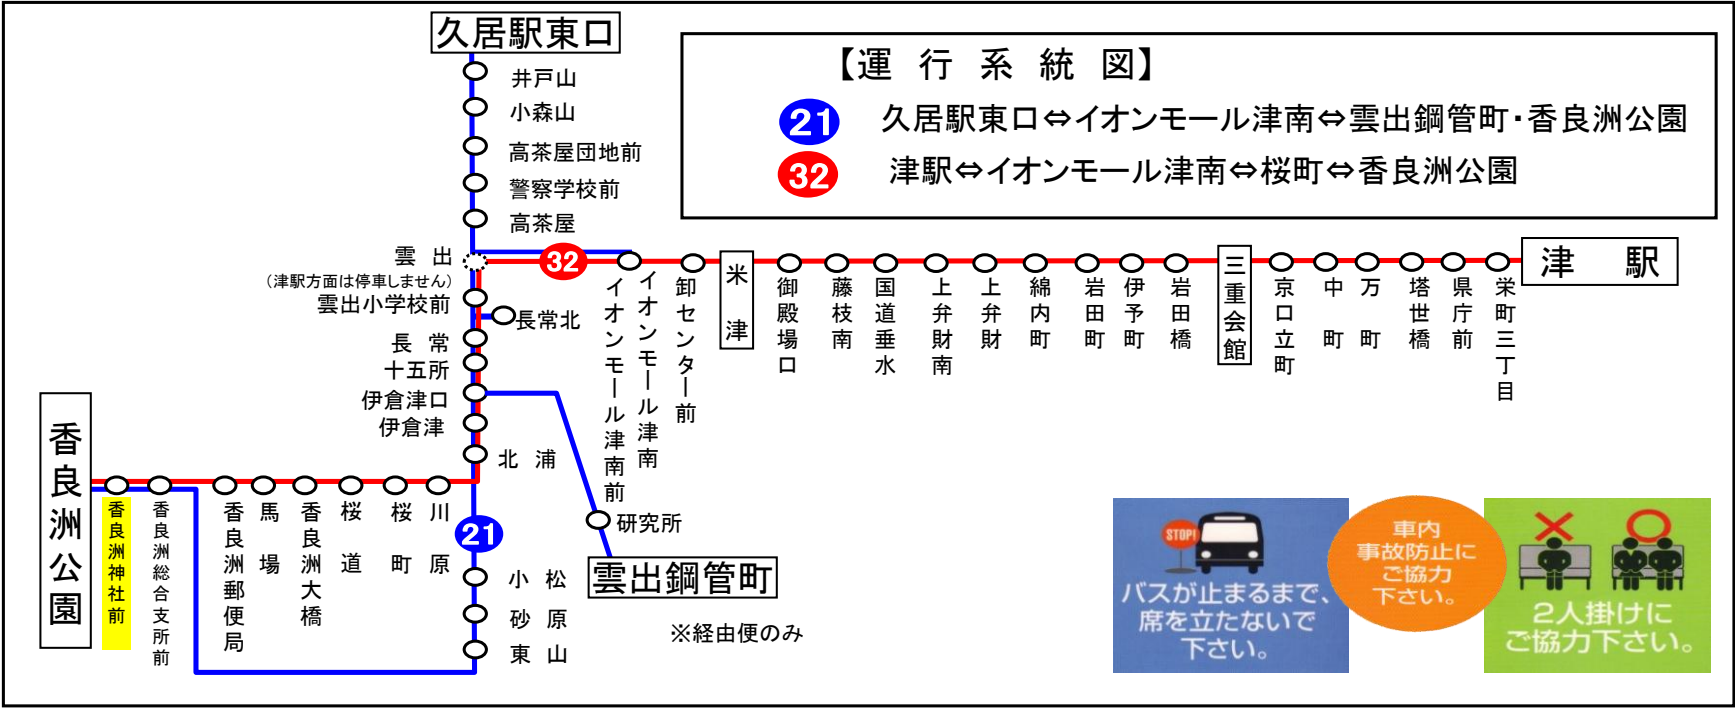 久居駅東口
【運行系統図】
21 久居駅東口⇔イオンモール津南⇔雲出鋼管町・香良洲公園
32 津駅⇔イオンモール津南⇔桜町⇔香良洲公園
井戸山
小森山
高茶屋団地前
警察学校前
高茶屋
雲出
（津駅方面は停車しません）
雲出小学校前
長常北
長常
十五所
伊倉津口
伊倉津
北浦
32
イオンモール津南前
イオンモール津南
卸センター前
米津
御殿場口
藤枝南
国道垂水
上弁財南
上弁財
綿内町
岩田町
伊予町
岩田橋
三重会館
京口立町
中町
万町
塔世橋
県庁前
栄町三丁目
津駅
香良洲公園
香良洲神社前
香良洲総合支所前
香良洲郵便局
馬場
香良洲大橋
桜道
桜町
川原
21
小松
砂原
東山
研究所
雲出鋼管町
※経由便のみ
STOP!
バスが止まるまで、
席を立たないで
下さい。
車内
事故防止に
ご協力
下さい。
2人掛けに
ご協力下さい。